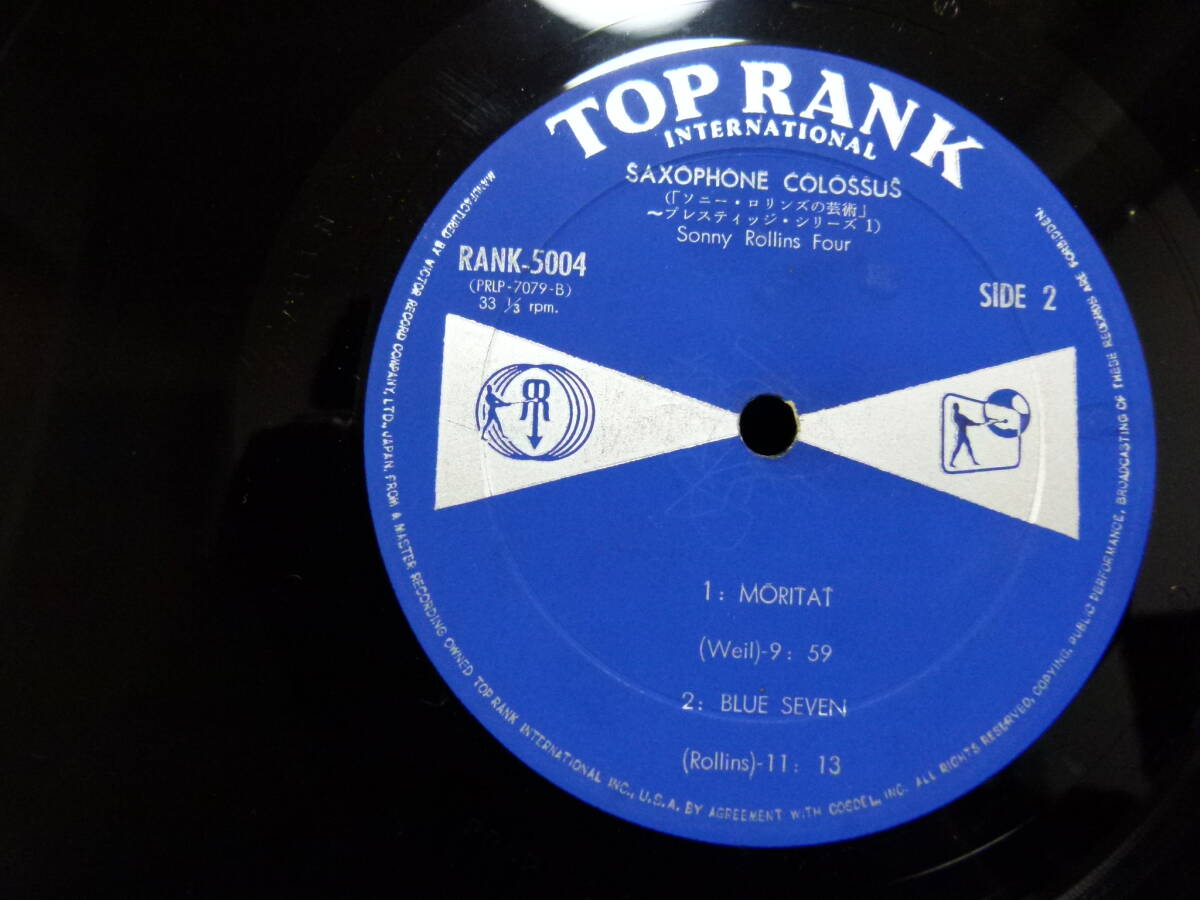 TOP RANK
INTERNATIONAL
SAXOPHONE COLOSSUS
(「ソニー・ロリンズの芸術」
～プレスティッジ・シリーズ 1)
Sonny Rollins Four
RANK-5004
(PRLP-7079-B)
33 1/3 rpm.
SIDE 2
1: MORITAT
(Weil)-9: 59
2: BLUE SEVEN
(Rollins)-11: 13
MANUFACTURED BY VICTOR RECORD COMPANY, LTD., JAPAN. FROM A MASTER RECORDING OWNED TOP RANK INTERNATIONAL INC., U.S.A. BY AGREEMENT WITH COSDEL, INC. ALL RIGHTS RESERVED, COPYING, PUBLIC PERFORMANCE, BROADCASTING OF THESE RECORDS ARE FORBIDDEN.